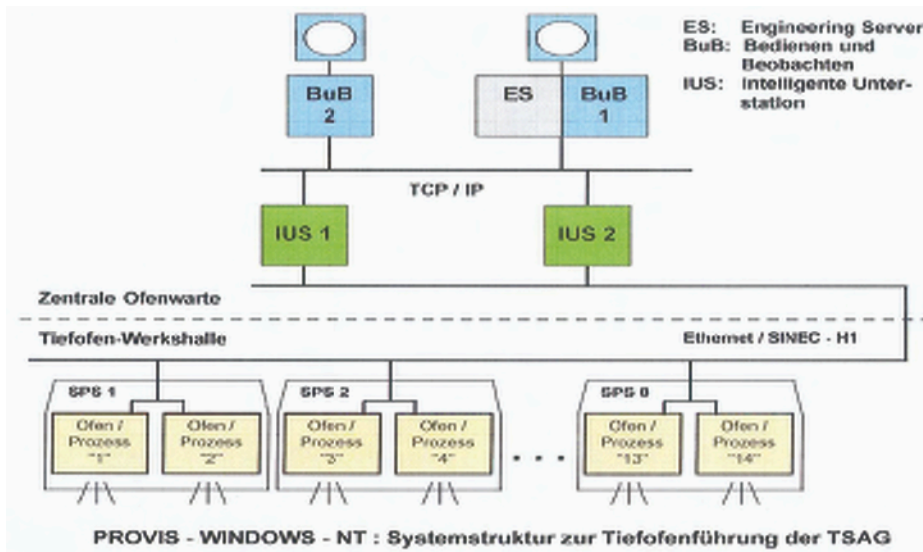 ES: Engineering Server
BuB: Bedienen und
Beobachten
IUS: Intelligente Unter-
station
BuB
2
ES
BuB
1
TCP / IP
IUS 1
IUS 2
Zentrale Ofenwarte
Tiefofen-Werkshalle
Ethernet / SINEC - H1
SPS 1
SPS 2
Ofen /
Prozess
"1"
Ofen /
Prozess
"2"
Ofen /
Prozess
"3"
Ofen /
Prozess
"4"
. . .
Ofen /
Prozess
"13"
Ofen /
Prozess
"14"
PROVIS - WINDOWS - NT : Systemstruktur zur Tiefofenführung der TSAG